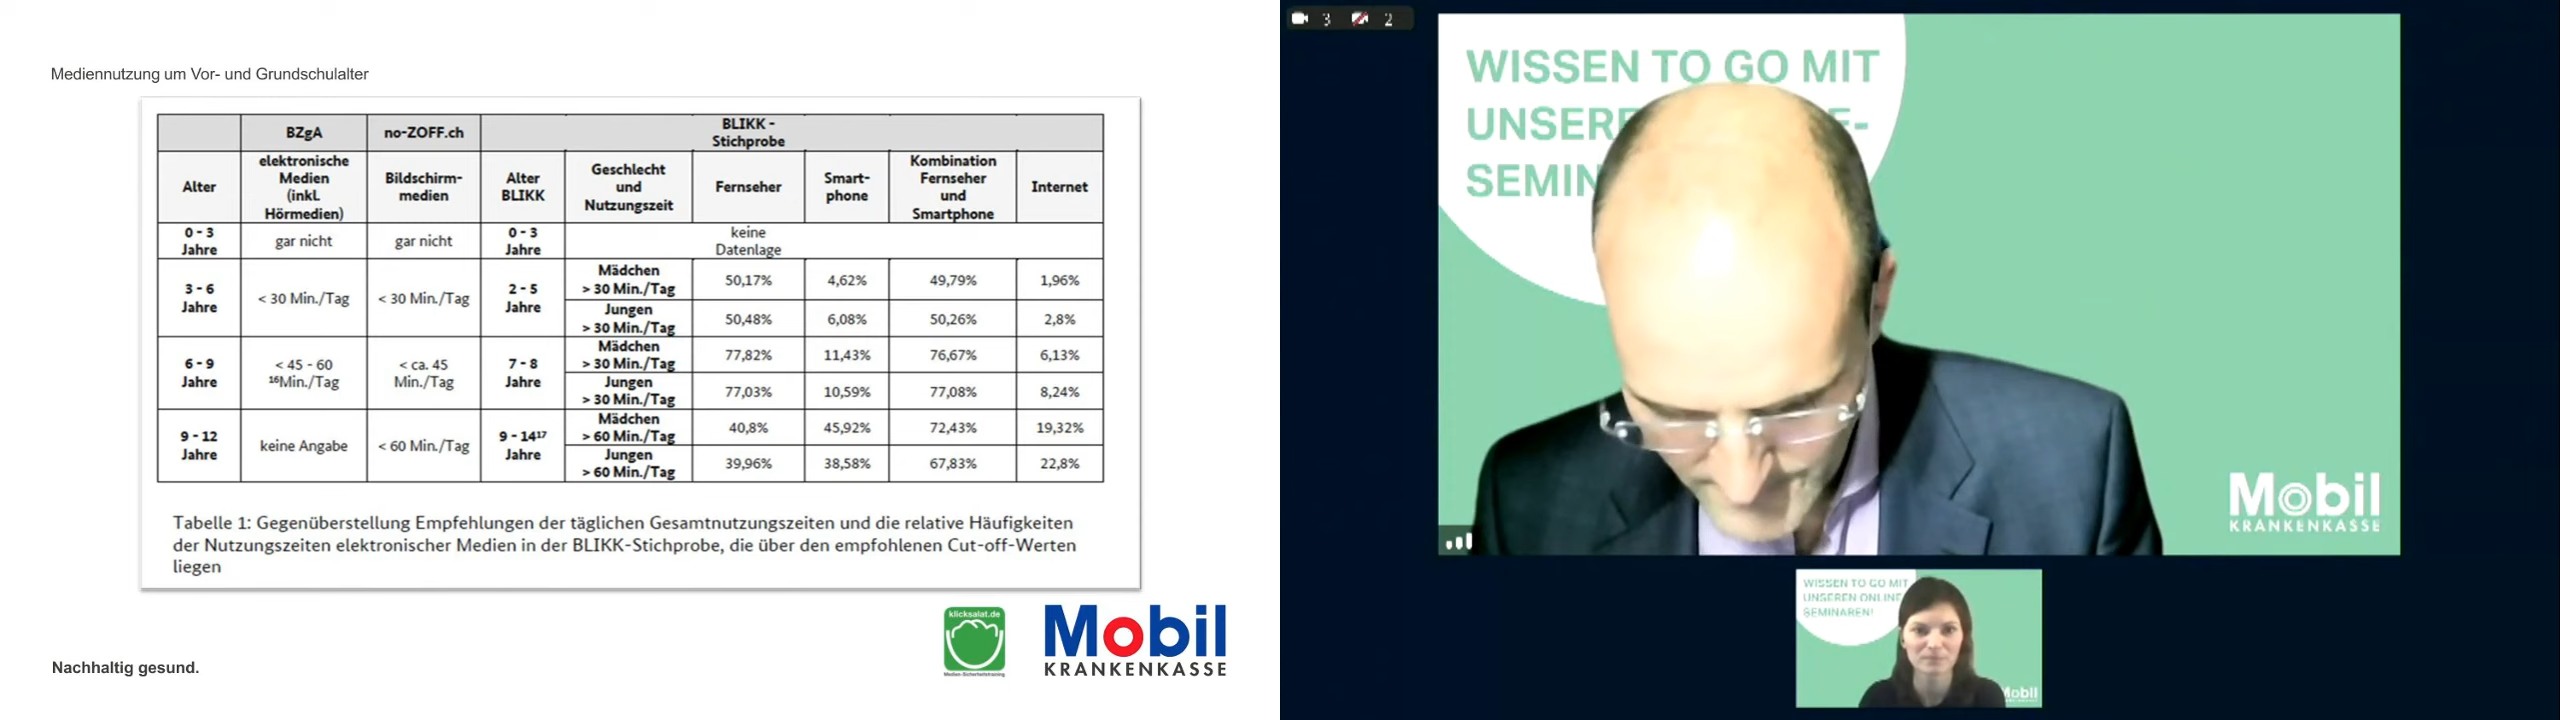 Mediennutzung um Vor- und Grundschulalter
BZgA no-ZOFF.ch BLIKK - Stichprobe
Alter elektronische Medien (inkl. Hörmedien) Bildschirm-medien Alter BLIKK Geschlecht und Nutzungszeit Fernseher Smart-phone Kombination Fernseher und Smartphone Internet
0 - 3 Jahre gar nicht gar nicht 0 - 3 Jahre keine Datenlage
3 - 6 Jahre < 30 Min./Tag < 30 Min./Tag 2 - 5 Jahre Mädchen > 30 Min./Tag 50,17% 4,62% 49,79% 1,96%
Jungen > 30 Min./Tag 50,48% 6,08% 50,26% 2,8%
6 - 9 Jahre < 45 - 60 ¹⁶Min./Tag < ca. 45 Min./Tag 7 - 8 Jahre Mädchen > 30 Min./Tag 77,82% 11,43% 76,67% 6,13%
Jungen > 30 Min./Tag 77,03% 10,59% 77,08% 8,24%
9 - 12 Jahre keine Angabe < 60 Min./Tag 9 - 14¹⁷ Jahre Mädchen > 60 Min./Tag 40,8% 45,92% 72,43% 19,32%
Jungen > 60 Min./Tag 39,96% 38,58% 67,83% 22,8%
Tabelle 1: Gegenüberstellung Empfehlungen der täglichen Gesamtnutzungszeiten und die relative Häufigkeiten
der Nutzungszeiten elektronischer Medien in der BLIKK-Stichprobe, die über den empfohlenen Cut-off-Werten
liegen
klicksalat.de
Medien-Sicherheitstraining
Mobil
KRANKENKASSE
Nachhaltig gesund.
3 2
WISSEN TO GO MIT
UNSERE E-
SEMIN
Mobil
KRANKENKASSE
WISSEN TO GO MIT
UNSEREN ONLINE
SEMINAREN!
Mobil